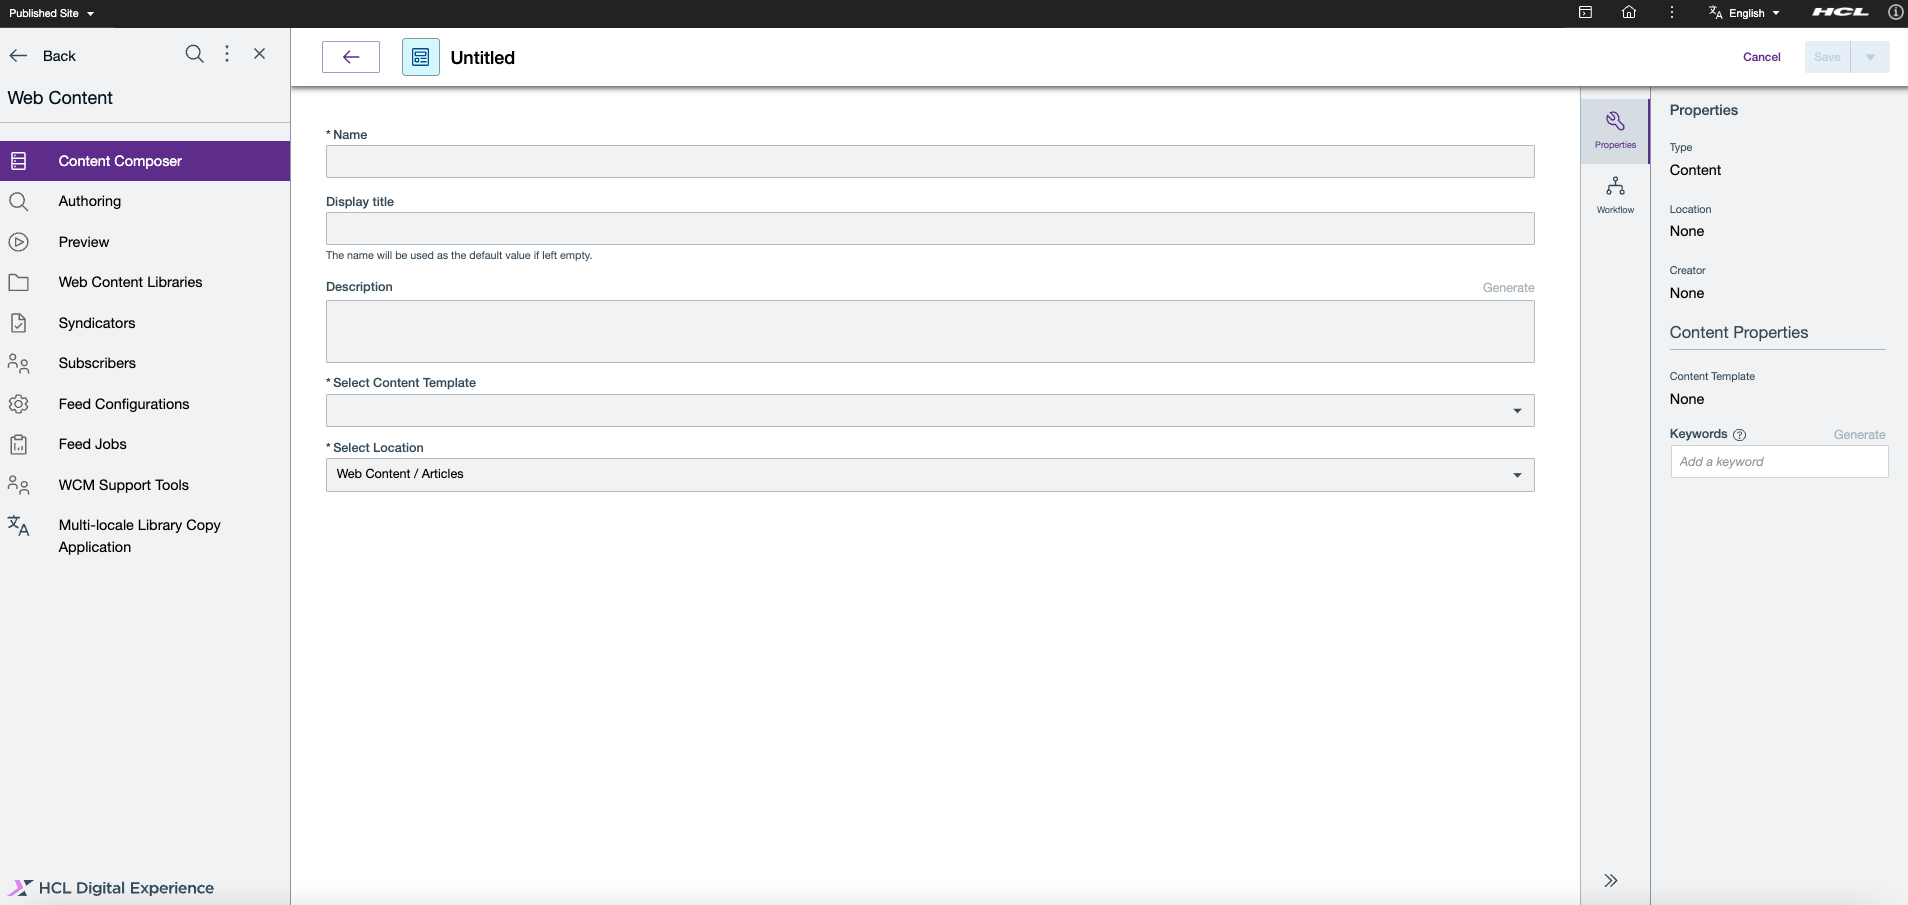 Published Site
English
HCL
Back
Web Content
Content Composer
Authoring
Preview
Web Content Libraries
Syndicators
Subscribers
Feed Configurations
Feed Jobs
WCM Support Tools
Multi-locale Library Copy
Application
HCL Digital Experience
Untitled
Cancel
Save
* Name
Display title
The name will be used as the default value if left empty.
Description
Generate
* Select Content Template
* Select Location
Web Content / Articles
Properties
Workflow
Properties
Type
Content
Location
None
Creator
None
Content Properties
Content Template
None
Keywords
Generate
Add a keyword